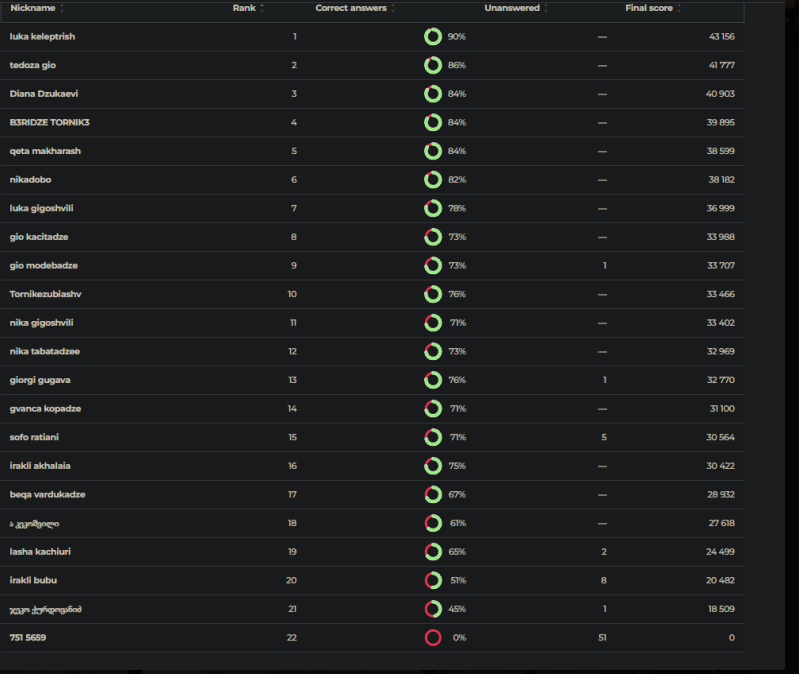 Nickname Rank Correct answers Unanswered Final score
luka keleptrish 1 90% — 43 156
tedoza gio 2 86% — 41 777
Diana Dzukaevi 3 84% — 40 903
B3RIDZE TORNIK3 4 84% — 39 895
qeta makharash 5 84% — 38 599
nikadobo 6 82% — 38 182
luka gigoshvili 7 78% — 36 999
gio kacitadze 8 73% — 33 988
gio modebadze 9 73% 1 33 707
Tornikezubiashv 10 76% — 33 466
nika gigoshvili 11 71% — 33 402
nika tabatadzee 12 73% — 32 969
giorgi gugava 13 76% 1 32 770
gvanca kopadze 14 71% — 31 100
sofo ratiani 15 71% 5 30 564
irakli akhalaia 16 75% — 30 422
beqa vardukadze 17 67% — 28 932
ა კეკოშვილი 18 61% — 27 618
lasha kachiuri 19 65% 2 24 499
irakli bubu 20 51% 8 20 482
ჯეკო ქურდოვანიძ 21 45% 1 18 509
751 5659 22 0% 51 0